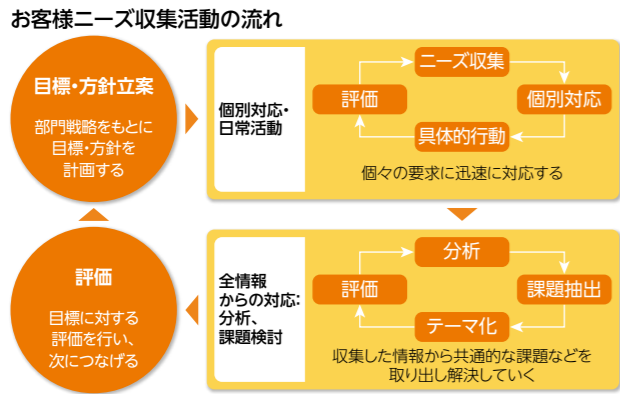 お客様ニーズ収集活動の流れ
目標・方針立案
部門戦略をもとに
目標・方針を
計画する
個別対応・
日常活動
ニーズ収集
評価
個別対応
具体的行動
個々の要求に迅速に対応する
評価
目標に対する
評価を行い、
次につなげる
全情報
からの対応:
分析、
課題検討
分析
評価
課題抽出
テーマ化
収集した情報から共通的な課題などを
取り出し解決していく